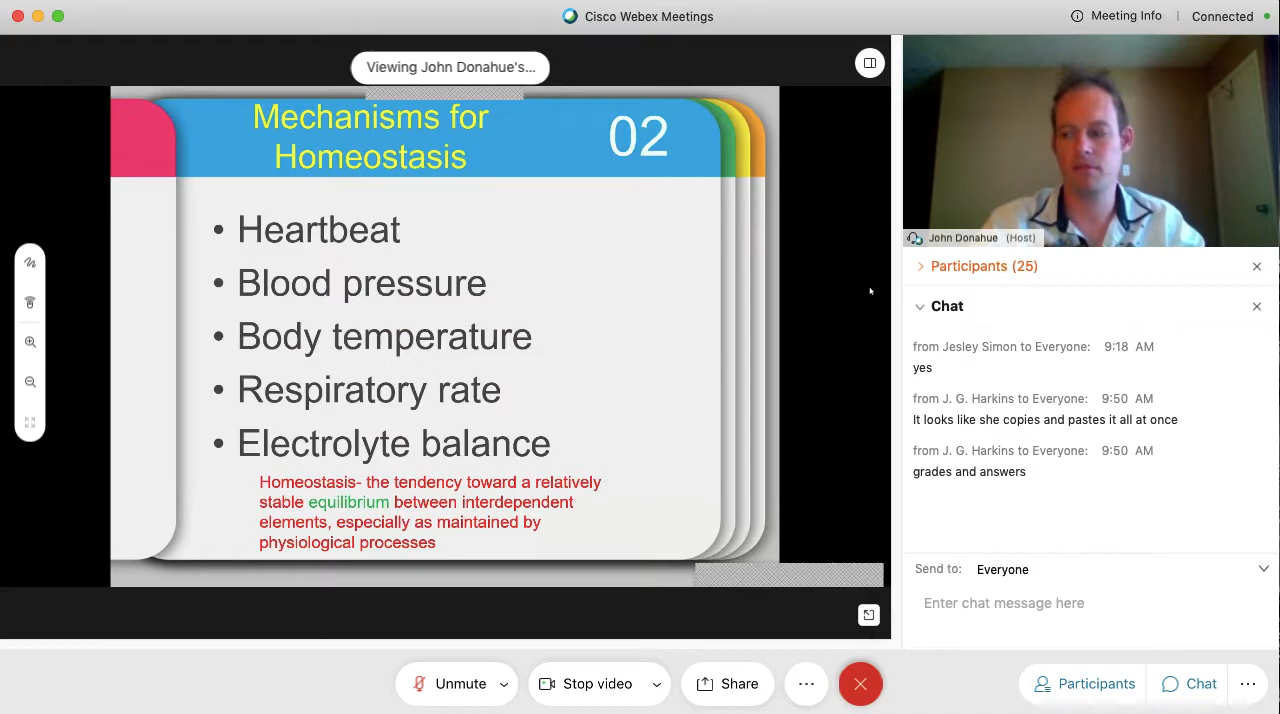 Cisco Webex Meetings
Meeting Info
Connected
Viewing John Donahue's...
Mechanisms for
Homeostasis
02
• Heartbeat
• Blood pressure
• Body temperature
• Respiratory rate
• Electrolyte balance
Homeostasis- the tendency toward a relatively
stable equilibrium between interdependent
elements, especially as maintained by
physiological processes
John Donahue (Host)
Participants (25)
Chat
from Jesley Simon to Everyone: 9:18 AM
yes
from J. G. Harkins to Everyone: 9:50 AM
It looks like she copies and pastes it all at once
from J. G. Harkins to Everyone: 9:50 AM
grades and answers
Send to: Everyone
Enter chat message here
Unmute
Stop video
Share
Participants
Chat